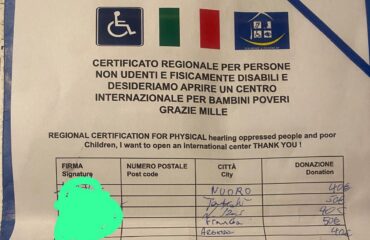 CERTIFICATO REGIONALE PER PERSONE
NON UDENTI E FISICAMENTE DISABILI E
DESIDERIAMO APRIRE UN CENTRO
INTERNAZIONALE PER BAMBINI POVERI
GRAZIE MILLE
REGIONAL CERTIFICATION FOR PHYSICAL hearling oppressed people and poor
Children, I want to open an international center THANK YOU !
FIRMA NUMERO POSTALE CITTÀ DONAZIONE
Signature Post code City Donation
NUORO 40€
50€
Francia 50€
40€